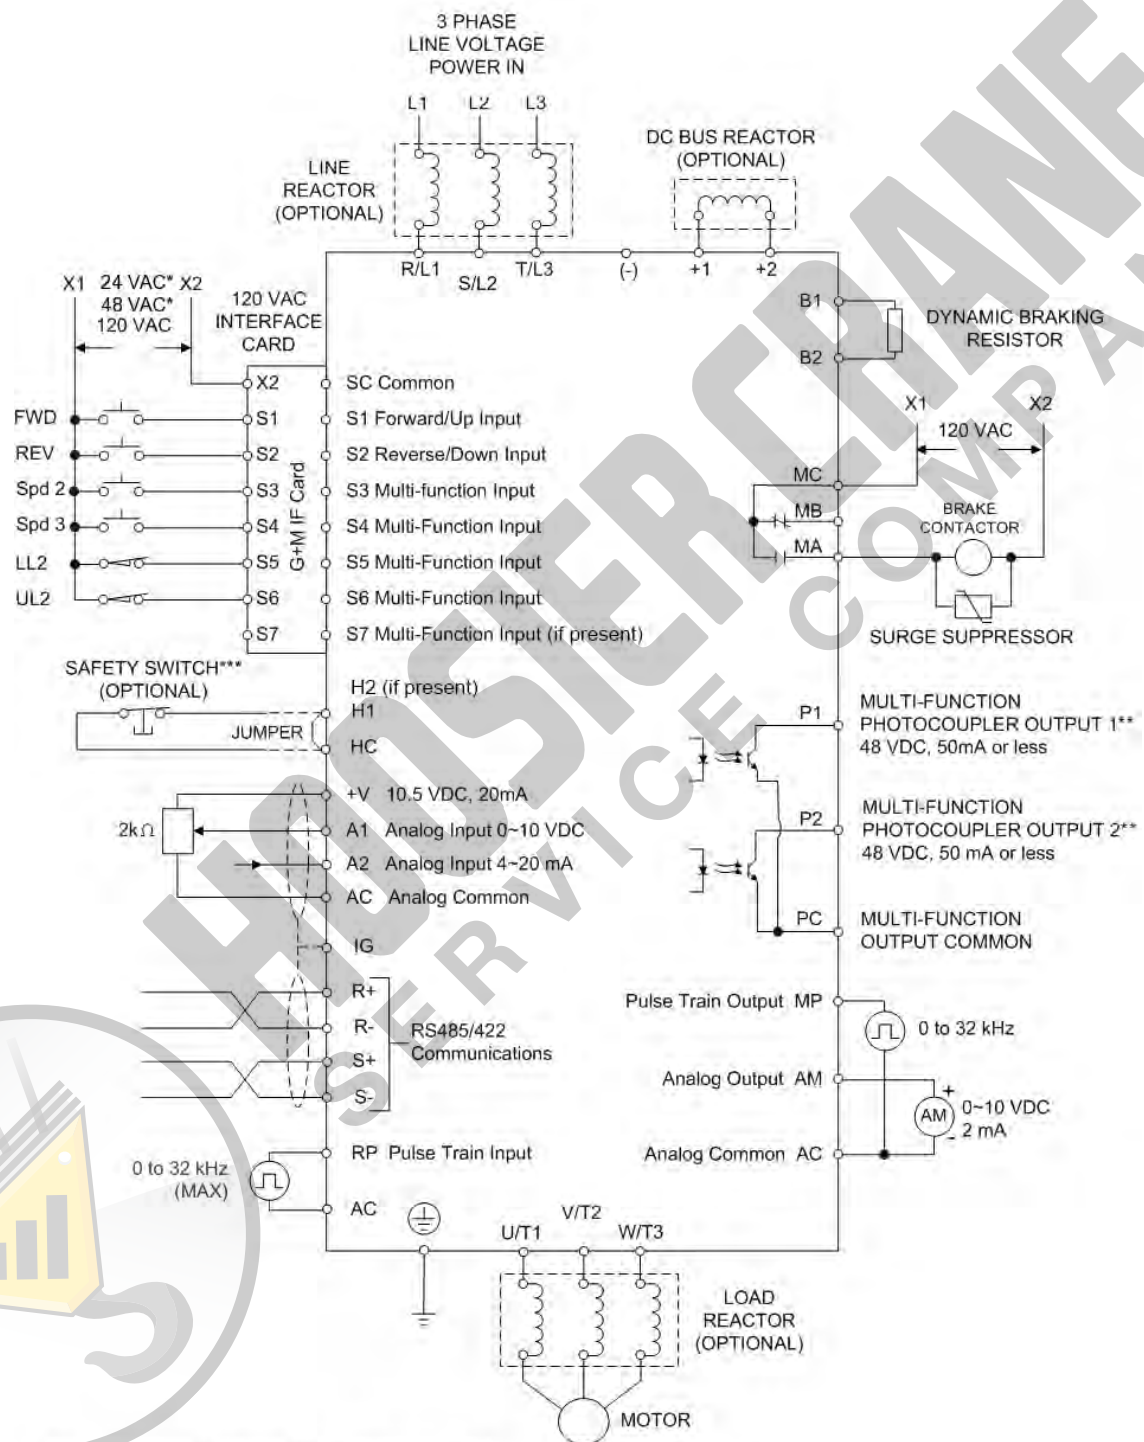 3 PHASE
LINE VOLTAGE
POWER IN
L1 L2 L3
LINE
REACTOR
(OPTIONAL)
DC BUS REACTOR
(OPTIONAL)
R/L1 S/L2 T/L3 (-) +1 +2
X1 24 VAC* X2
48 VAC*
120 VAC
120 VAC
INTERFACE
CARD
B1
B2
DYNAMIC BRAKING
RESISTOR
X2 SC Common
FWD S1 S1 Forward/Up Input
REV S2 S2 Reverse/Down Input
Spd 2 S3 S3 Multi-function Input
Spd 3 S4 S4 Multi-Function Input
LL2 S5 S5 Multi-Function Input
UL2 S6 S6 Multi-Function Input
S7 S7 Multi-Function Input (if present)
G+M IF Card
X1 X2
120 VAC
MC
MB
MA
BRAKE
CONTACTOR
SURGE SUPPRESSOR
SAFETY SWITCH***
(OPTIONAL)
H2 (if present)
H1
JUMPER
HC
+V 10.5 VDC, 20mA
2kΩ
A1 Analog Input 0~10 VDC
A2 Analog Input 4~20 mA
AC Analog Common
IG
R+
R-
S+
S-
RS485/422
Communications
0 to 32 kHz
(MAX)
RP Pulse Train Input
AC
P1
MULTI-FUNCTION
PHOTOCOUPLER OUTPUT 1**
48 VDC, 50mA or less
P2
MULTI-FUNCTION
PHOTOCOUPLER OUTPUT 2**
48 VDC, 50 mA or less
PC
MULTI-FUNCTION
OUTPUT COMMON
Pulse Train Output MP
0 to 32 kHz
Analog Output AM
+
AM
-
0~10 VDC
2 mA
Analog Common AC
U/T1 V/T2 W/T3
LOAD
REACTOR
(OPTIONAL)
MOTOR
HOOSIER CRANE
SERVICE COMPA